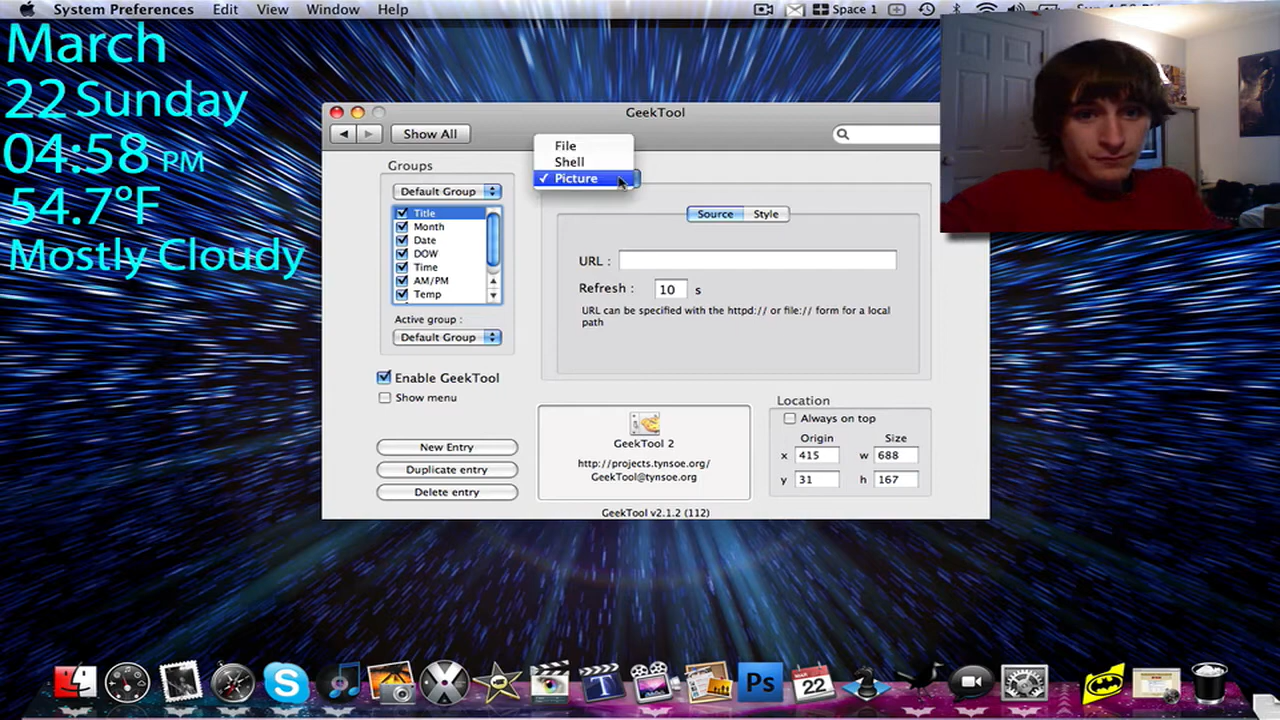 System Preferences Edit View Window Help
Space 1
March
22 Sunday
04:58 PM
54.7°F
Mostly Cloudy
GeekTool
Show All
File
Shell
✓ Picture
Groups
Default Group
Title
Month
Date
DOW
Time
AM/PM
Temp
Active group :
Default Group
Enable GeekTool
Show menu
New Entry
Duplicate entry
Delete entry
Source Style
URL :
Refresh : 10 s
URL can be specified with the httpd:// or file:// form for a local
path
GeekTool 2
http://projects.tynsoe.org/
GeekTool@tynsoe.org
Location
Always on top
Origin Size
x 415 w 688
y 31 h 167
GeekTool v2.1.2 (112)
Ps
22